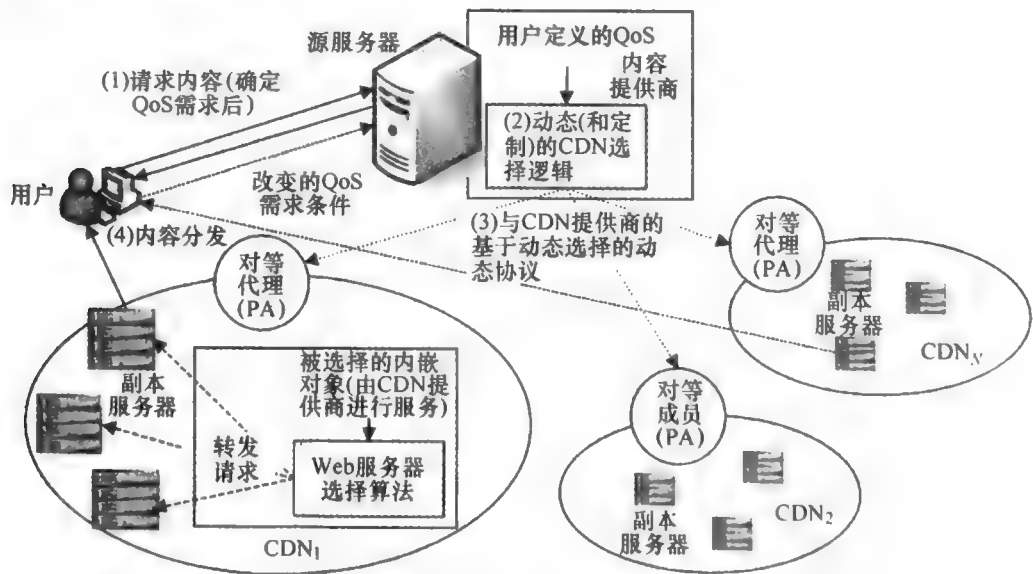 源服务器
用户定义的QoS
内容
提供商
(1)请求内容(确定
QoS需求后)
(2)动态(和定
制)的CDN选
择逻辑
用户
改变的QoS
需求条件
(4)内容分发
(3)与CDN提供商的
基于动态选择的动
态协议
对等
代理
(PA)
对等
代理
(PA)
副本
服务器
CDN_N
副本
服务器
被选择的内嵌
对象(由CDN提
供商进行服务)
转发
请求
Web服务器
选择算法
CDN₁
对等
成员
(PA)
副本
服务器
CDN₂